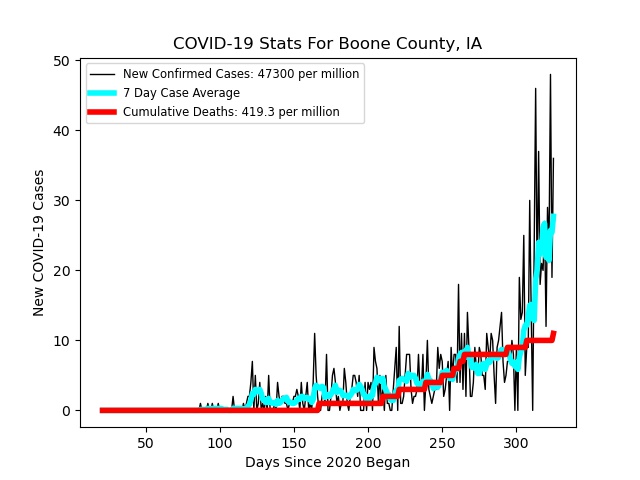 COVID-19 Stats For Boone County, IA
New Confirmed Cases: 47300 per million
7 Day Case Average
Cumulative Deaths: 419.3 per million
New COVID-19 Cases
50
40
30
20
10
0
50 100 150 200 250 300
Days Since 2020 Began